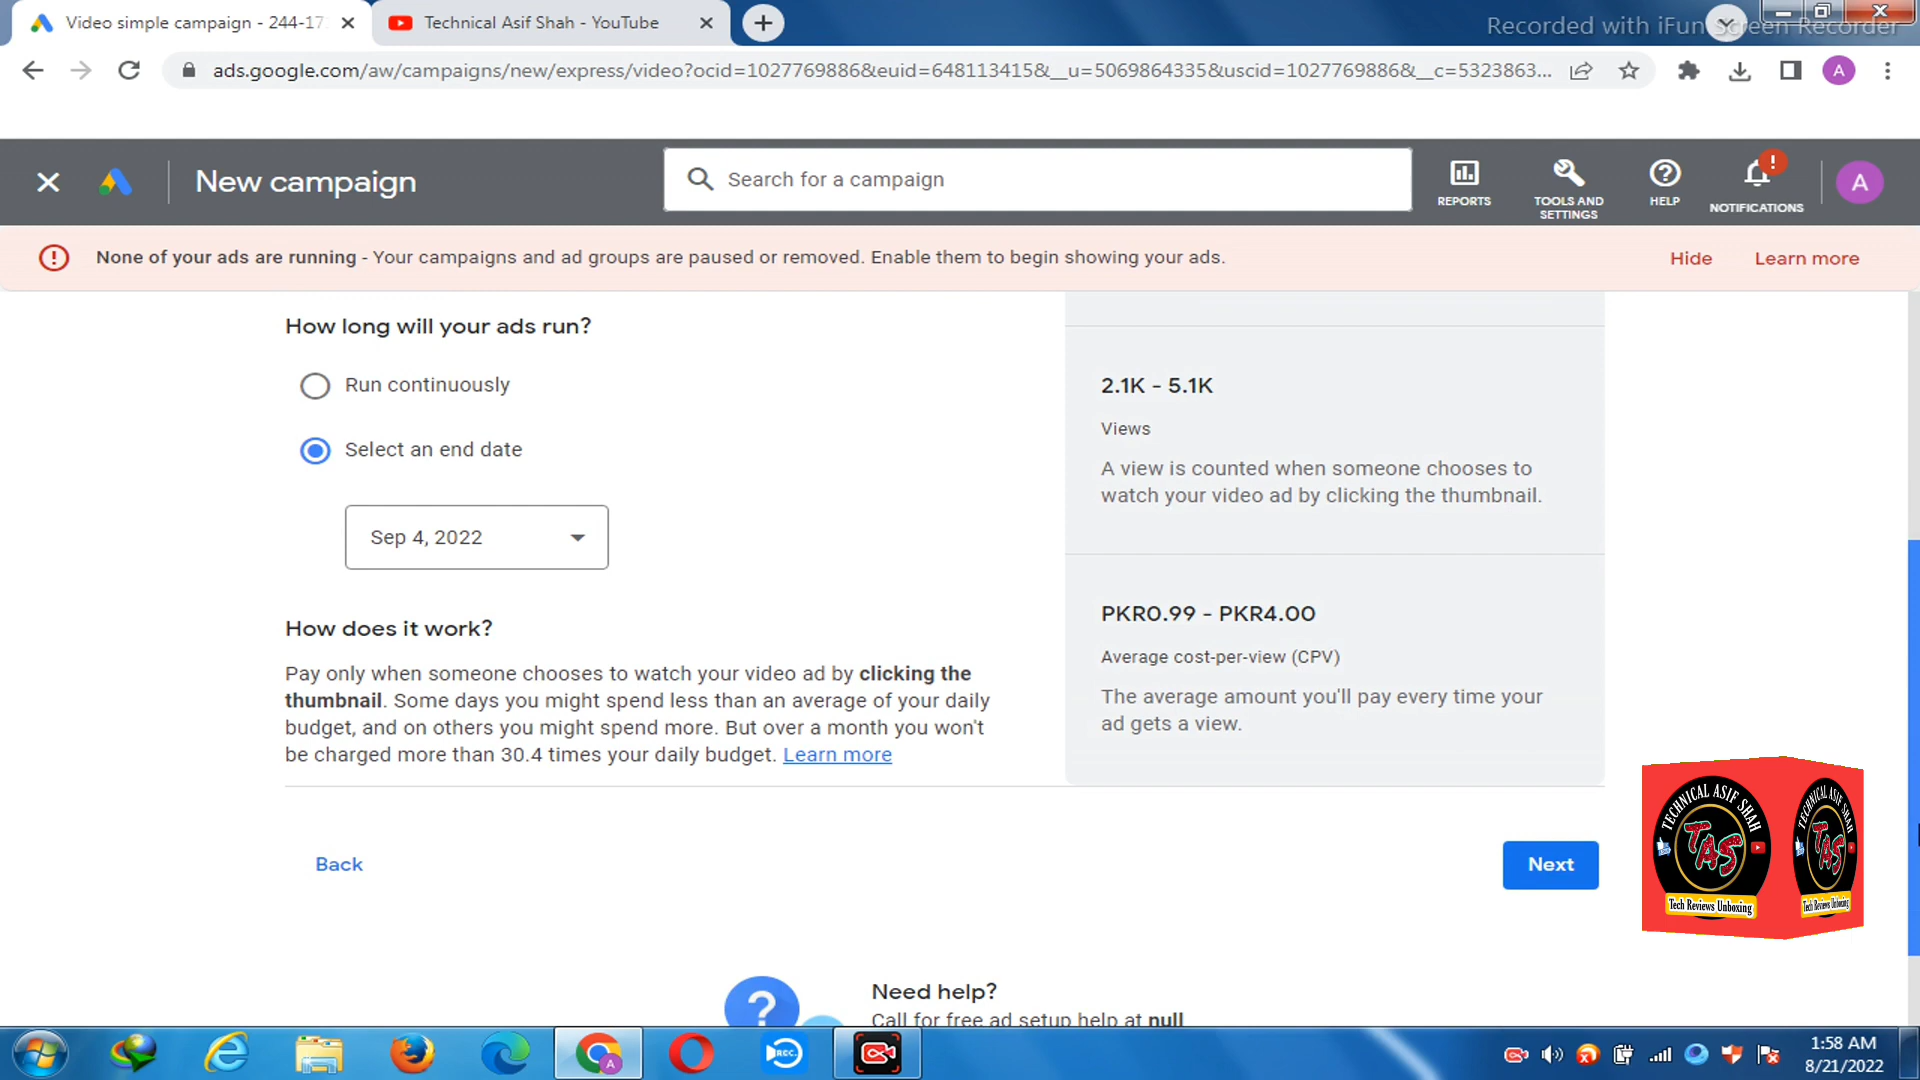 Video simple campaign - 244-17
Technical Asif Shah - YouTube
Recorded with iFun Screen Recorder
ads.google.com/aw/campaigns/new/express/video?ocid=1027769886&euid=648113415&__u=5069864335&uscid=1027769886&__c=5323863...
A
New campaign
Search for a campaign
REPORTS
TOOLS AND
SETTINGS
HELP
!
NOTIFICATIONS
A
None of your ads are running - Your campaigns and ad groups are paused or removed. Enable them to begin showing your ads.
Hide
Learn more
How long will your ads run?
Run continuously
Select an end date
Sep 4, 2022
How does it work?
Pay only when someone chooses to watch your video ad by clicking the
thumbnail. Some days you might spend less than an average of your daily
budget, and on others you might spend more. But over a month you won't
be charged more than 30.4 times your daily budget. Learn more
2.1K - 5.1K
Views
A view is counted when someone chooses to
watch your video ad by clicking the thumbnail.
PKR0.99 - PKR4.00
Average cost-per-view (CPV)
The average amount you'll pay every time your
ad gets a view.
Back
Next
TECHNICAL ASIF SHAH
TAS
Tech Reviews Unboxing
TECHNICAL ASIF SHAH
TAS
Tech Reviews Unboxing
?
Need help?
Call for free ad setup help at null
A
REC.
1:58 AM
8/21/2022